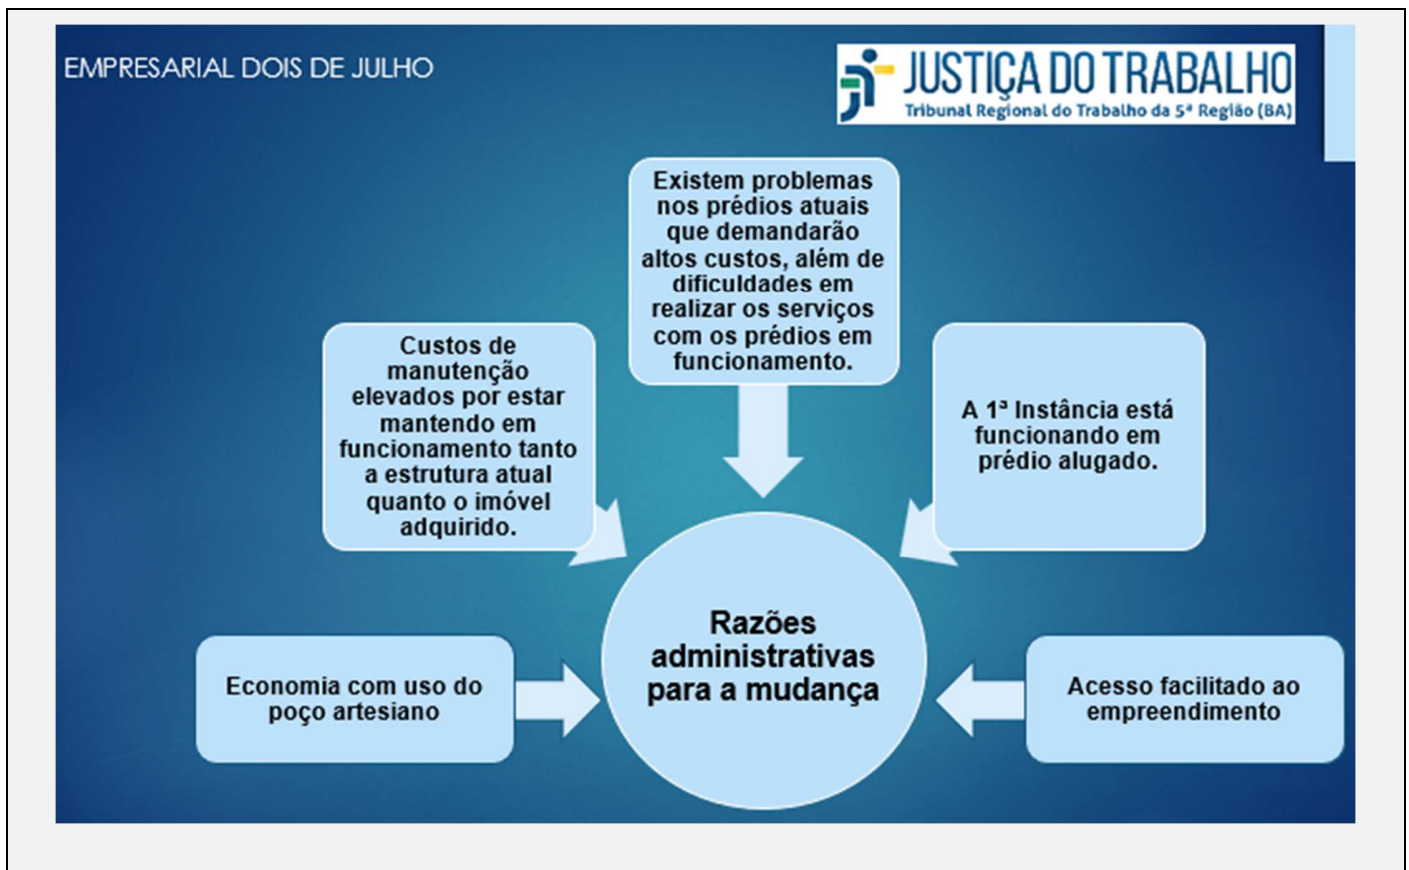 EMPRESARIAL DOIS DE JULHO
JUSTIÇA DO TRABALHO
Tribunal Regional do Trabalho da 5ª Região (BA)
Existem problemas
nos prédios atuais
que demandarão
altos custos, além de
dificuldades em
realizar os serviços
com os prédios em
funcionamento.
Custos de
manutenção
elevados por estar
mantendo em
funcionamento tanto
a estrutura atual
quanto o imóvel
adquirido.
A 1ª Instância está
funcionando em
prédio alugado.
Razões
administrativas
para a mudança
Economia com uso do
poço artesiano
Acesso facilitado ao
empreendimento